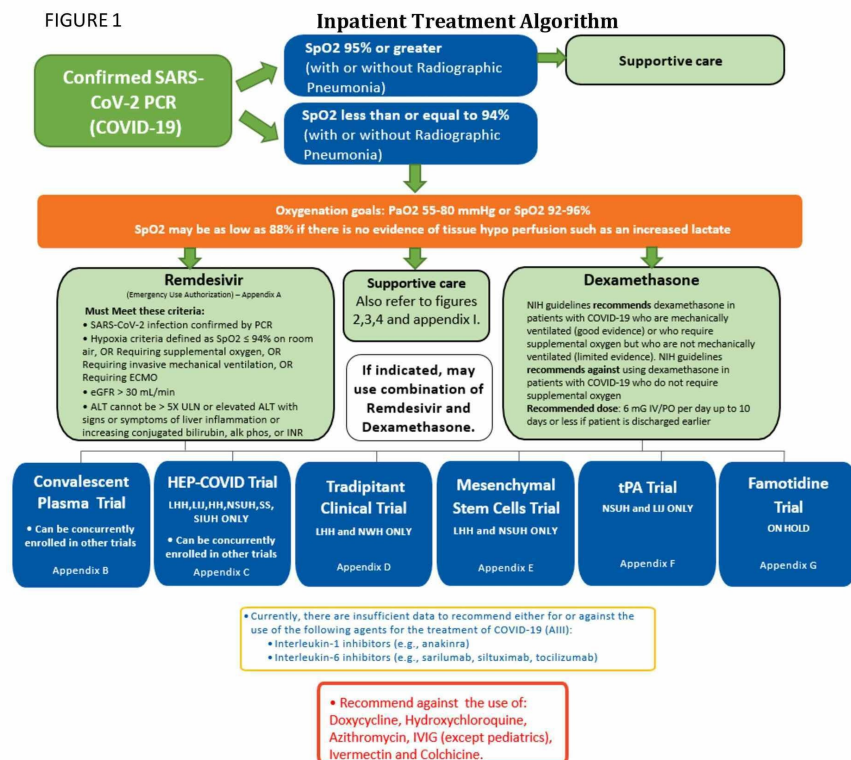 FIGURE 1
Inpatient Treatment Algorithm
Confirmed SARS-
CoV-2 PCR
(COVID-19)
SpO2 95% or greater
(with or without Radiographic
Pneumonia)
Supportive care
SpO2 less than or equal to 94%
(with or without Radiographic
Pneumonia)
Oxygenation goals: PaO2 55-80 mmHg or SpO2 92-96%
SpO2 may be as low as 88% if there is no evidence of tissue hypo perfusion such as an increased lactate
Remdesivir
(Emergency Use Authorization) – Appendix A
Must Meet these criteria:
• SARS-CoV-2 infection confirmed by PCR
• Hypoxia criteria defined as SpO2 ≤ 94% on room
air, OR Requiring supplemental oxygen, OR
Requiring invasive mechanical ventilation, OR
Requiring ECMO
• eGFR > 30 mL/min
• ALT cannot be > 5X ULN or elevated ALT with
signs or symptoms of liver inflammation or
increasing conjugated bilirubin, alk phos, or INR
Supportive care
Also refer to figures
2,3,4 and appendix I.
If indicated, may
use combination of
Remdesivir and
Dexamethasone.
Dexamethasone
NIH guidelines recommends dexamethasone in
patients with COVID-19 who are mechanically
ventilated (good evidence) or who require
supplemental oxygen but who are not mechanically
ventilated (limited evidence). NIH guidelines
recommends against using dexamethasone in
patients with COVID-19 who do not require
supplemental oxygen
Recommended dose: 6 mg IV/PO per day up to 10
days or less if patient is discharged earlier
Convalescent
Plasma Trial
• Can be concurrently
enrolled in other trials
Appendix B
HEP-COVID Trial
LHH,LIJ,HH,NSUH,SS,
SIUH ONLY
• Can be concurrently
enrolled in other trials
Appendix C
Tradipitant
Clinical Trial
LHH and NWH ONLY
Appendix D
Mesenchymal
Stem Cells Trial
LHH and NSUH ONLY
Appendix E
tPA Trial
NSUH and LIJ ONLY
Appendix F
Famotidine
Trial
ON HOLD
Appendix G
• Currently, there are insufficient data to recommend either for or against the
use of the following agents for the treatment of COVID-19 (AIII):
• Interleukin-1 inhibitors (e.g., anakinra)
• Interleukin-6 inhibitors (e.g., sarilumab, siltuximab, tocilizumab)
• Recommend against the use of:
Doxycycline, Hydroxychloroquine,
Azithromycin, IVIG (except pediatrics),
Ivermectin and Colchicine.